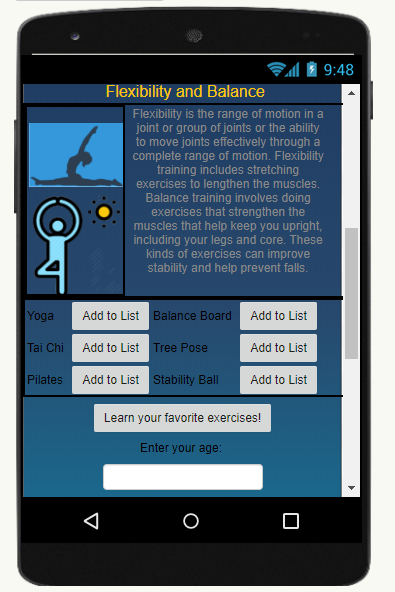 9:48
Flexibility and Balance
Flexibility is the range of motion in a
joint or group of joints or the ability
to move joints effectively through a
complete range of motion. Flexibility
training includes stretching
exercises to lengthen the muscles.
Balance training involves doing
exercises that strengthen the
muscles that help keep you upright,
including your legs and core. These
kinds of exercises can improve
stability and help prevent falls.
Yoga Add to List Balance Board Add to List
Tai Chi Add to List Tree Pose Add to List
Pilates Add to List Stability Ball Add to List
Learn your favorite exercises!
Enter your age: